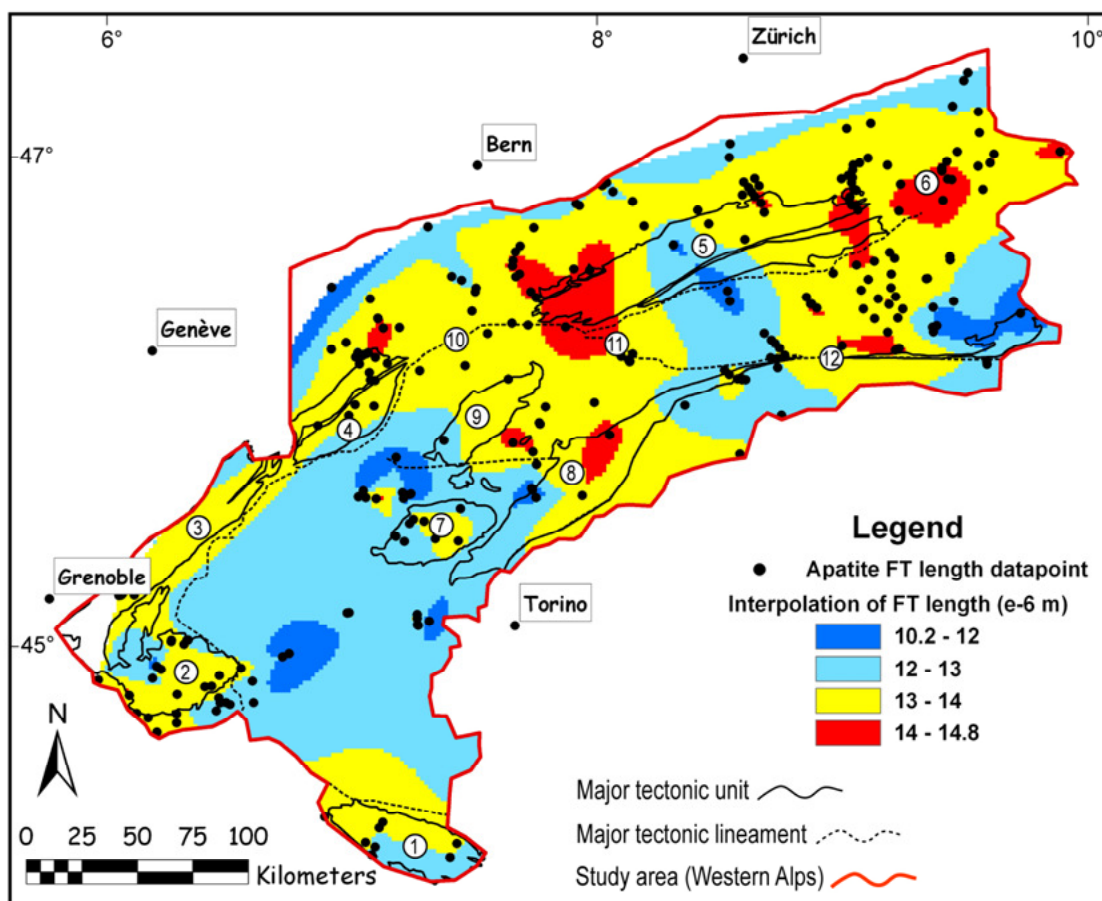 6°
8°
10°
Zürich
47°
Bern
6
5
Genève
10
11
12
9
4
8
7
3
Legend
Grenoble
Apatite FT length datapoint
Torino
Interpolation of FT length (e-6 m)
10.2 - 12
45°
12 - 13
2
13 - 14
N
14 - 14.8
Major tectonic unit
0 25 50 75 100
Major tectonic lineament
1
Kilometers
Study area (Western Alps)